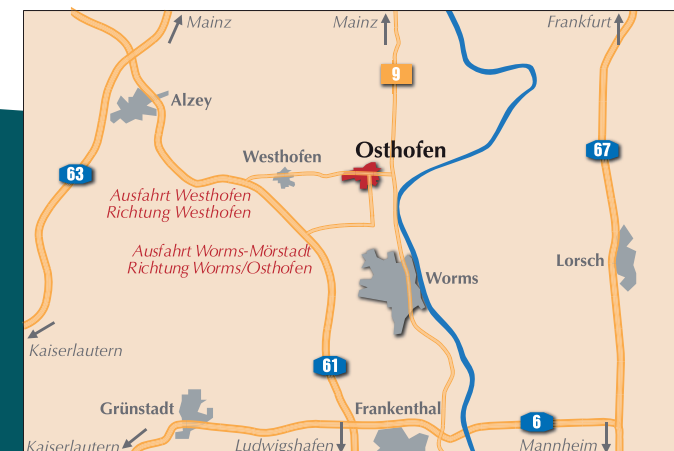 Mainz
Mainz
Frankfurt
9
Alzey
Osthofen
67
Westhofen
63
Ausfahrt Westhofen
Richtung Westhofen
Ausfahrt Worms-Mörstadt
Richtung Worms/Osthofen
Lorsch
Worms
Kaiserlautern
61
Grünstadt
Frankenthal
6
Kaiserlautern
Ludwigshafen
Mannheim